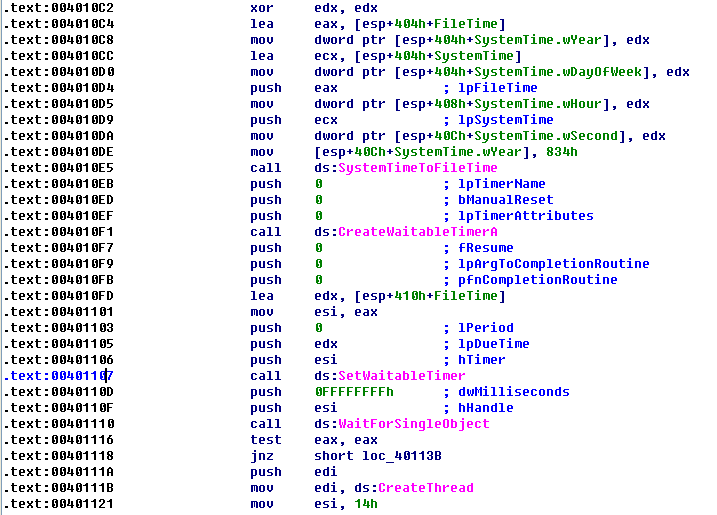 .text:004010C2 xor edx, edx
.text:004010C4 lea eax, [esp+404h+FileTime]
.text:004010C8 mov dword ptr [esp+404h+SystemTime.wYear], edx
.text:004010CC lea ecx, [esp+404h+SystemTime]
.text:004010D0 mov dword ptr [esp+404h+SystemTime.wDayOfWeek], edx
.text:004010D4 push eax ; lpFileTime
.text:004010D5 mov dword ptr [esp+408h+SystemTime.wHour], edx
.text:004010D9 push ecx ; lpSystemTime
.text:004010DA mov dword ptr [esp+40Ch+SystemTime.wSecond], edx
.text:004010DE mov [esp+40Ch+SystemTime.wYear], 834h
.text:004010E5 call ds:SystemTimeToFileTime
.text:004010EB push 0 ; lpTimerName
.text:004010ED push 0 ; bManualReset
.text:004010EF push 0 ; lpTimerAttributes
.text:004010F1 call ds:CreateWaitableTimerA
.text:004010F7 push 0 ; fResume
.text:004010F9 push 0 ; lpArgToCompletionRoutine
.text:004010FB push 0 ; pfnCompletionRoutine
.text:004010FD lea edx, [esp+410h+FileTime]
.text:00401101 mov esi, eax
.text:00401103 push 0 ; lPeriod
.text:00401105 push edx ; lpDueTime
.text:00401106 push esi ; hTimer
.text:00401107 call ds:SetWaitableTimer
.text:0040110D push 0FFFFFFFFh ; dwMilliseconds
.text:0040110F push esi ; hHandle
.text:00401110 call ds:WaitForSingleObject
.text:00401116 test eax, eax
.text:00401118 jnz short loc_40113B
.text:0040111A push edi
.text:0040111B mov edi, ds:CreateThread
.text:00401121 mov esi, 14h